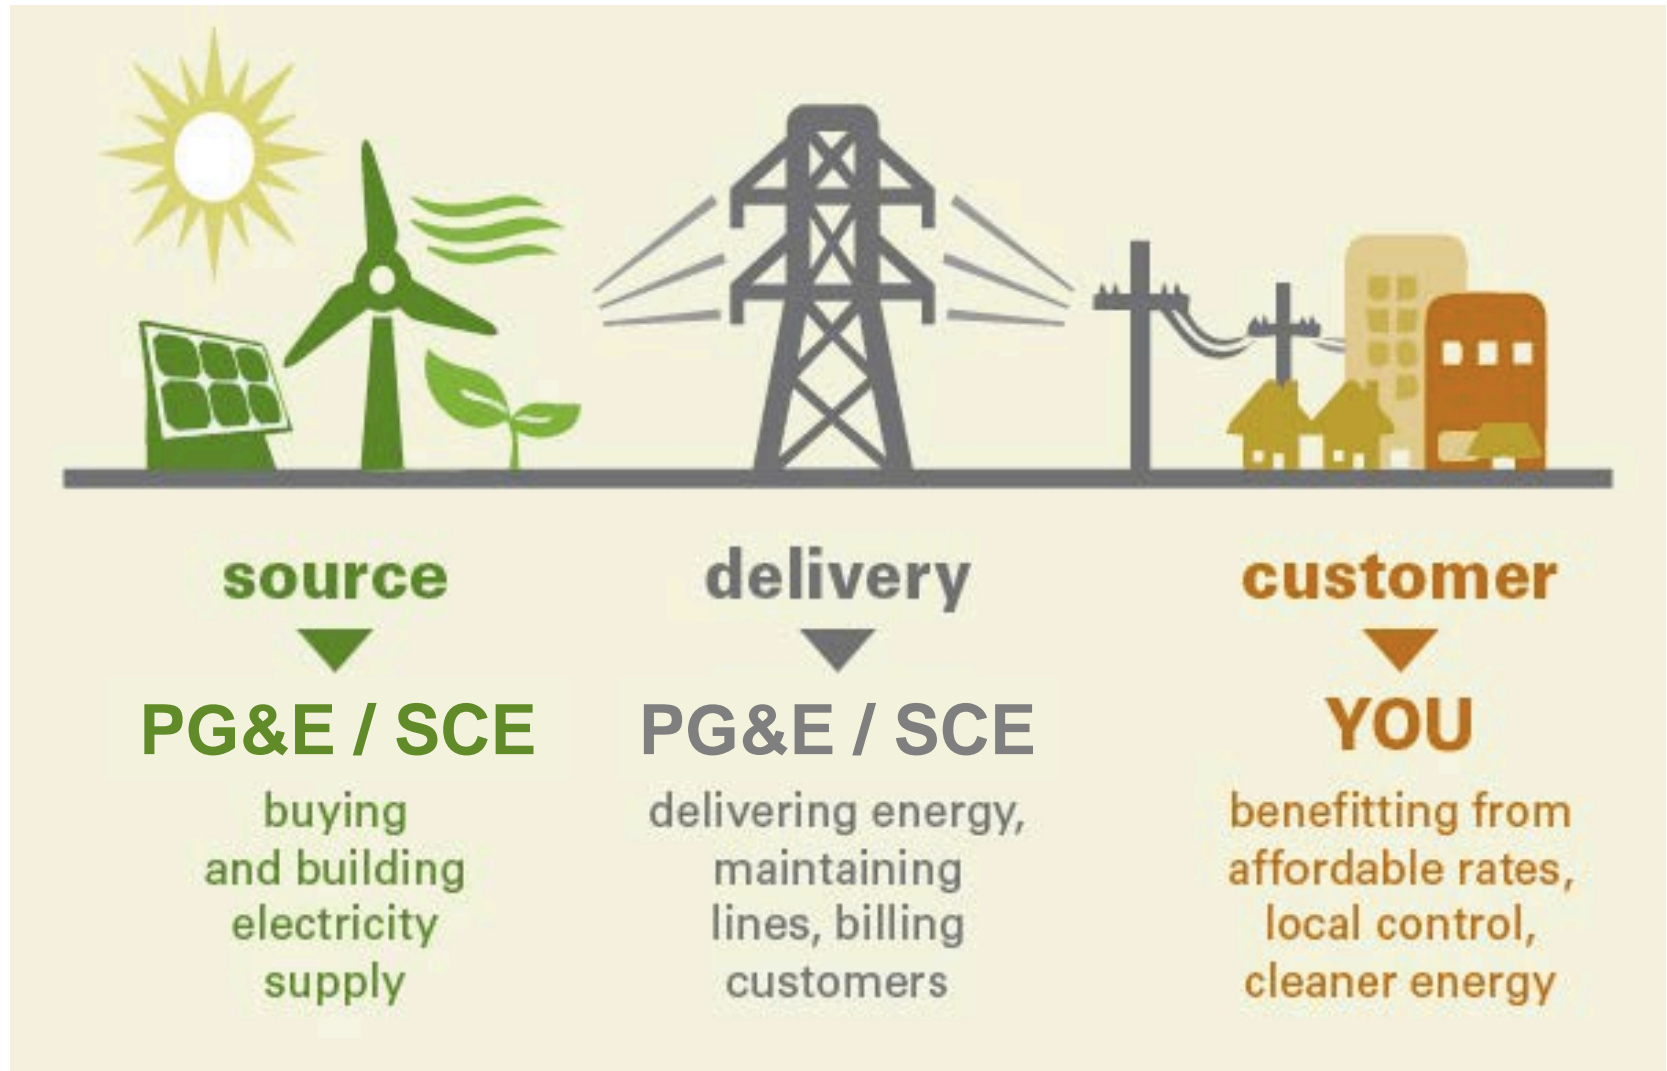 source
PG&E / SCE
buying
and building
electricity
supply
delivery
PG&E / SCE
delivering energy,
maintaining
lines, billing
customers
customer
YOU
benefitting from
affordable rates,
local control,
cleaner energy